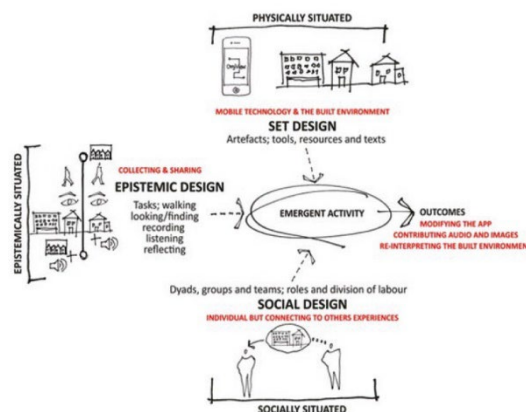 PHYSICALLY SITUATED
MOBILE TECHNOLOGY & THE BUILT ENVIRONMENT
SET DESIGN
Artefacts; tools, resources and texts
EPISTEMICALLY SITUATED
COLLECTING & SHARING
EPISTEMIC DESIGN
Tasks; walking
looking/finding
recording
listening
reflecting
EMERGENT ACTIVITY
OUTCOMES
MODIFYING THE APP
CONTRIBUTING AUDIO AND IMAGES
RE-INTERPRETING THE BUILT ENVIRONMENT
Dyads, groups and teams; roles and division of labour
SOCIAL DESIGN
INDIVIDUAL BUT CONNECTING TO OTHERS EXPERIENCES
SOCIALLY SITUATED